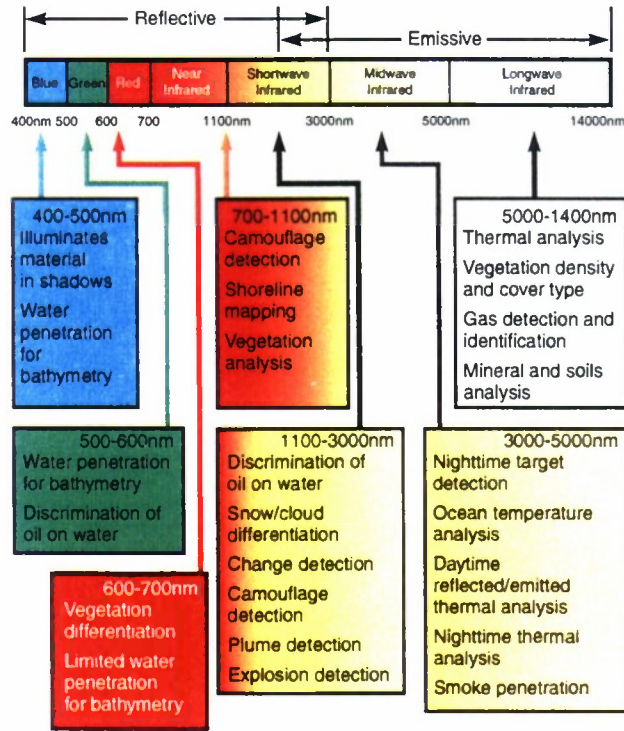 Reflective
Emissive
Blue
Green
Red
Near
Infrared
Shortwave
Infrared
Midwave
Infrared
Longwave
Infrared
400nm 500 600 700 1100nm 3000nm 5000nm 14000nm
400-500nm
Illuminates
material
in shadows
Water
penetration
for
bathymetry
700-1100nm
Camouflage
detection
Shoreline
mapping
Vegetation
analysis
5000-1400nm
Thermal analysis
Vegetation density
and cover type
Gas detection and
identification
Mineral and soils
analysis
500-600nm
Water penetration
for bathymetry
Discrimination of
oil on water
1100-3000nm
Discrimination of
oil on water
Snow/cloud
differentiation
Change detection
Camouflage
detection
Plume detection
Explosion detection
3000-5000nm
Nighttime target
detection
Ocean temperature
analysis
Daytime
reflected/emitted
thermal analysis
Nighttime thermal
analysis
Smoke penetration
600-700nm
Vegetation
differentiation
Limited water
penetration
for bathymetry